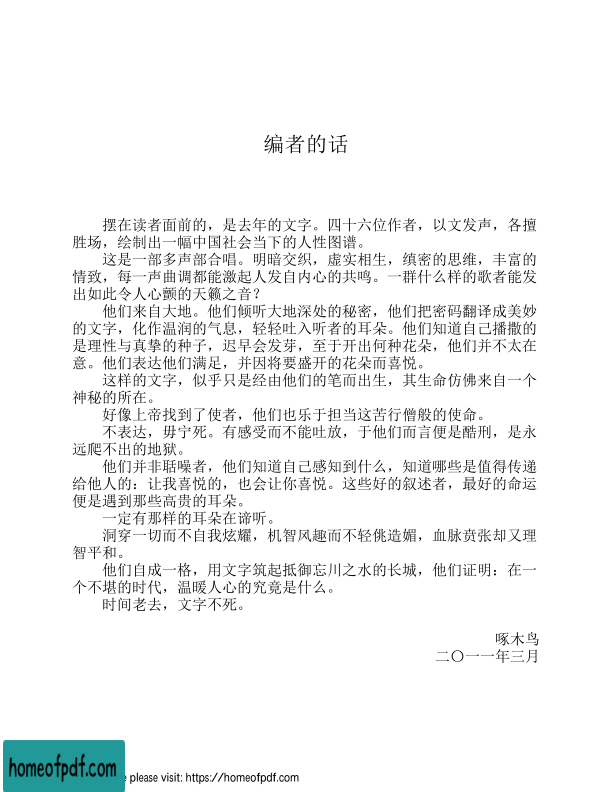 编者的话
摆在读者面前的，是去年的文字。四十六位作者，以文发声，各擅
胜场，绘制出一幅中国社会当下的人性图谱。
这是一部多声部合唱。明暗交织，虚实相生，缜密的思维，丰富的
情致，每一声曲调都能激起人发自内心的共鸣。一群什么样的歌者能发
出如此令人心颤的天籁之音？
他们来自大地。他们倾听大地深处的秘密，他们把密码翻译成美妙
的文字，化作温润的气息，轻轻吐入听者的耳朵。他们知道自己播撒的
是理性与真挚的种子，迟早会发芽，至于开出何种花朵，他们并不太在
意。他们表达他们满足，并因将要盛开的花朵而喜悦。
这样的文字，似乎只是经由他们的笔而出生，其生命仿佛来自一个
神秘的所在。
好像上帝找到了使者，他们也乐于担当这苦行僧般的使命。
不表达，毋宁死。有感受而不能吐放，于他们而言便是酷刑，是永
远爬不出的地狱。
他们并非聒噪者，他们知道自己感知到什么，知道哪些是值得传递
给他人的：让我喜悦的，也会让你喜悦。这些好的叙述者，最好的命运
便是遇到那些高贵的耳朵。
一定有那样的耳朵在谛听。
洞穿一切而不自我炫耀，机智风趣而不轻佻造媚，血脉贲张却又理
智平和。
他们自成一格，用文字筑起抵御忘川之水的长城，他们证明：在一
个不堪的时代，温暖人心的究竟是什么。
时间老去，文字不死。
啄木鸟
二〇一一年三月
homeofpdf.com
e please visit: https://homeofpdf.com